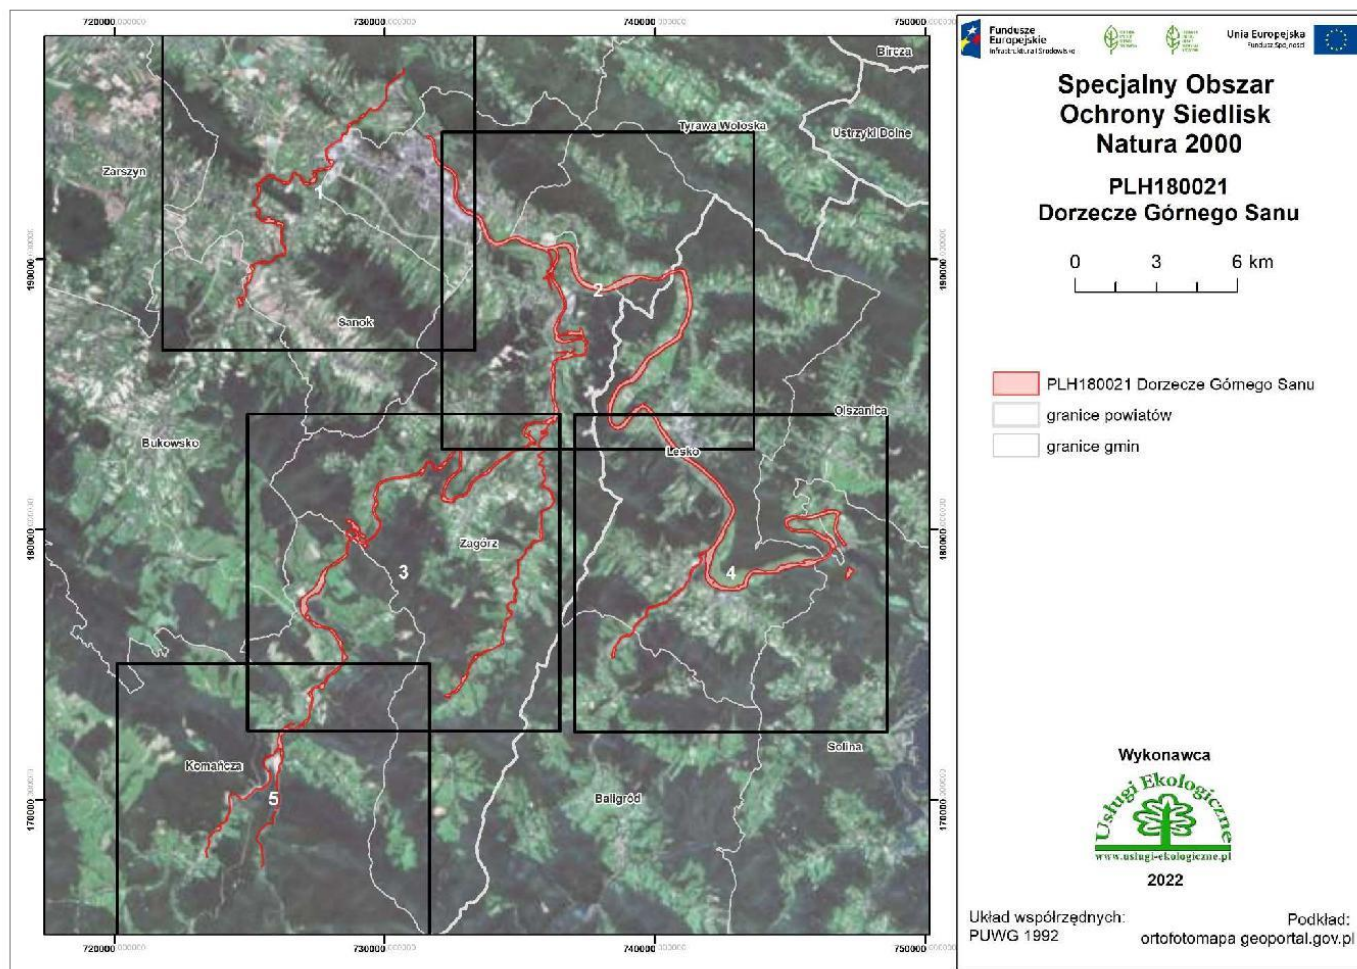 720000
730000
740000
750000
Bircza
Tyrawa Wołoska
Ustrzyki Dolne
Zarszyn
1
190000
190000
2
Sanok
Olszanica
Bukowsko
Lesko
180000
180000
Zagórz
3
4
Solina
Komańcza
Baligród
170000
170000
5
720000
730000
740000
750000
Fundusze
Europejskie
Infrastruktura i Środowisko
Unia Europejska
Fundusz Spójności
Specjalny Obszar
Ochrony Siedlisk
Natura 2000
PLH180021
Dorzecze Górnego Sanu
0 3 6 km
PLH180021 Dorzecze Górnego Sanu
granice powiatów
granice gmin
Wykonawca
Usługi Ekologiczne
www.uslugi-ekologiczne.pl
2022
Układ współrzędnych:
PUWG 1992
Podkład:
ortofotomapa geoportal.gov.pl